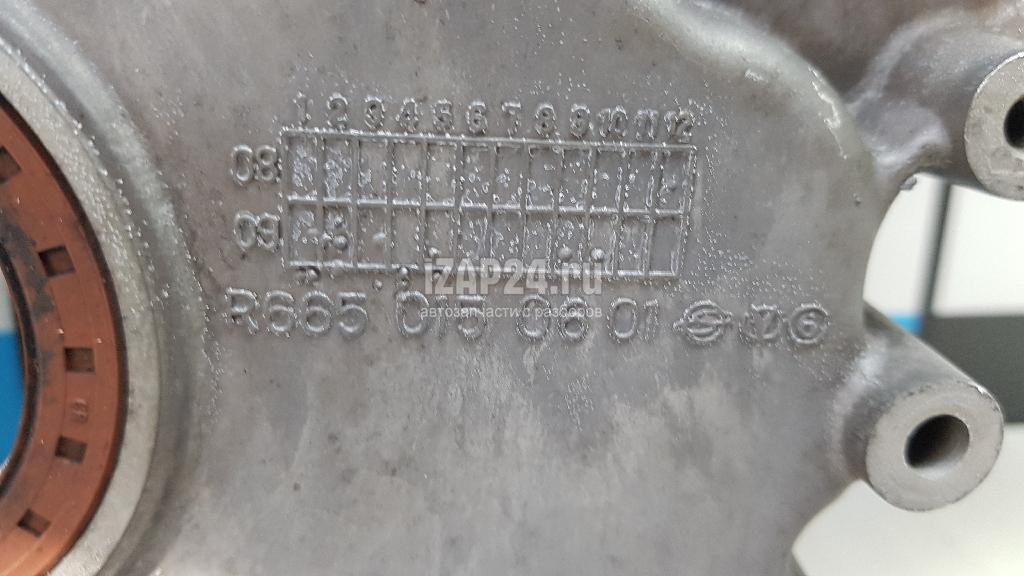 1 2 3 4 5 6 7 8 9 10 11 12
08
09
iZAP24.ru
автозапчасти с разборов
R665 015 06 01